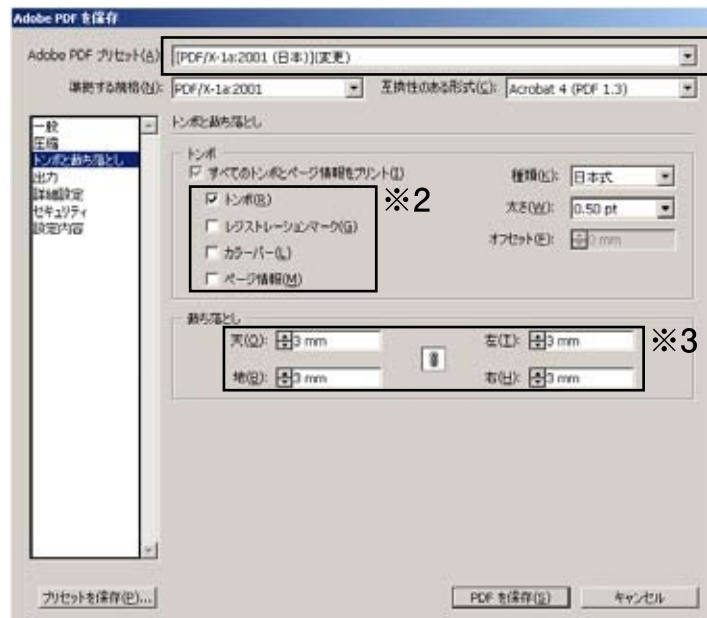 Adobe PDF を保存
Adobe PDF プリセット(A): [PDF/X-1a:2001 (日本)](変更)
準拠する規格(N): PDF/X-1a:2001 互換性のある形式(C): Acrobat 4 (PDF 1.3)
一般
圧縮
トンボと裁ち落とし
出力
詳細設定
セキュリティ
設定内容
トンボと裁ち落とし
トンボ
すべてのトンボとページ情報をプリント(I)
トンボ(R)
レジストレーションマーク(G)
カラーバー(L)
ページ情報(M)
※2
種類(K): 日本式
太さ(W): 0.50 pt
オフセット(E): 3 mm
裁ち落とし
天(O): 3 mm 左(T): 3 mm
地(B): 3 mm 右(H): 3 mm
※3
プリセットを保存(P)... PDF を保存(S) キャンセル